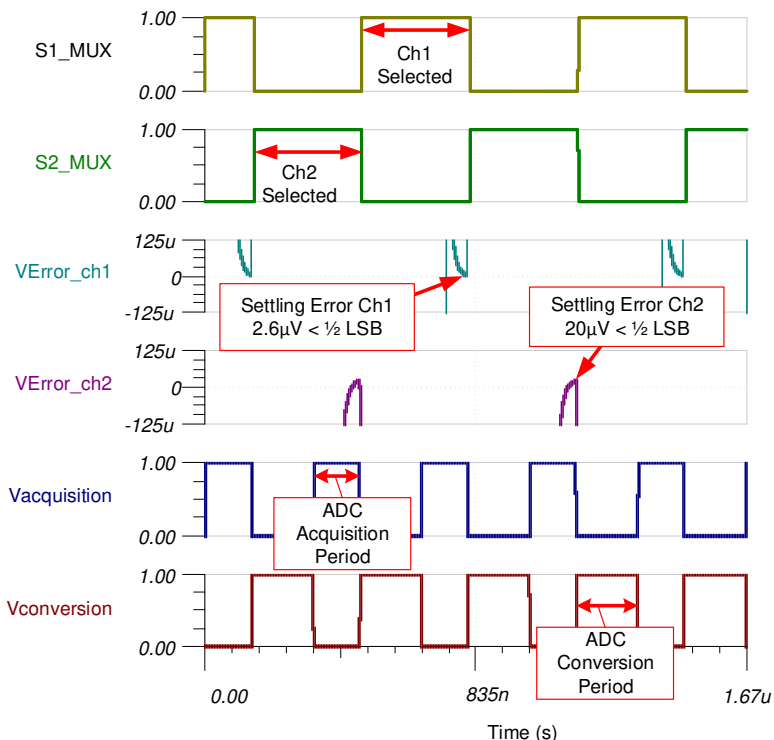 1.00
S1_MUX
Ch1
Selected
0.00
1.00
S2_MUX
Ch2
Selected
0.00
125u
VError_ch1
0
-125u
Settling Error Ch1
2.6µV < ½ LSB
Settling Error Ch2
20µV < ½ LSB
125u
VError_ch2
0
-125u
1.00
Vacquisition
0.00
ADC
Acquisition
Period
1.00
Vconversion
0.00
ADC
Conversion
Period
0.00
835n
1.67u
Time (s)